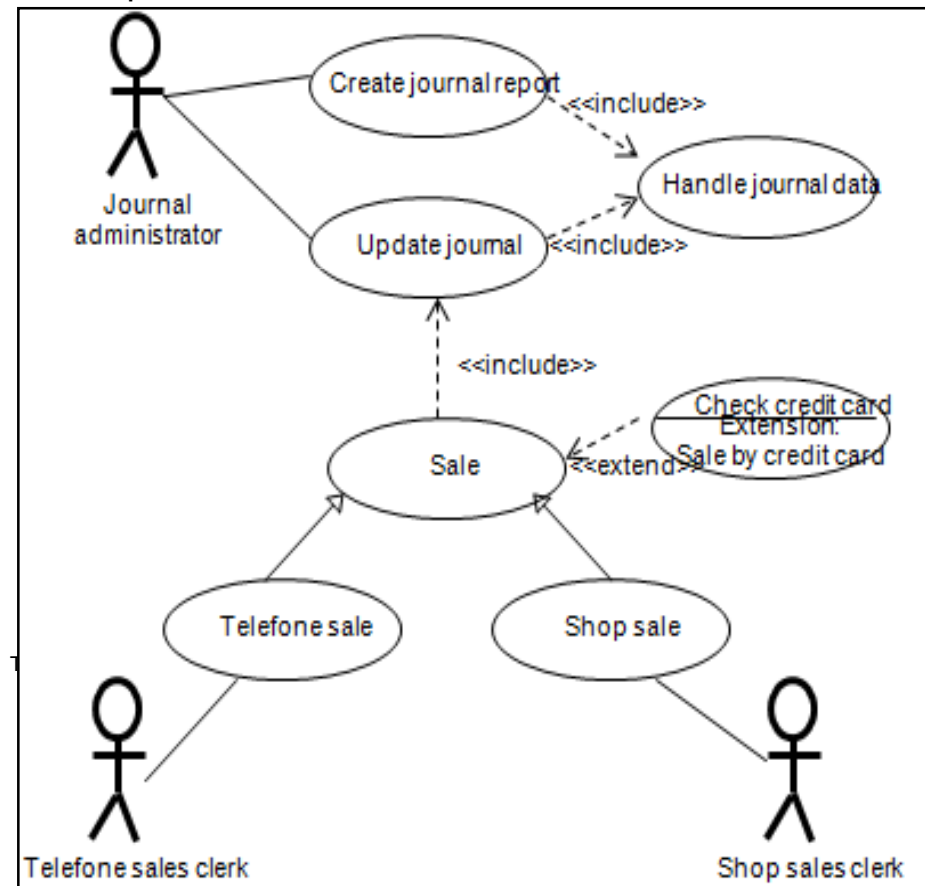 Create journal report
<<include>>
Handle journal data
Journal
administrator
Update journal
<<include>>
<<include>>
Check credit card
Extension:
Sale by credit card
Sale
<<extend>>
Telefone sale
Shop sale
T
Telefone sales clerk
Shop sales clerk